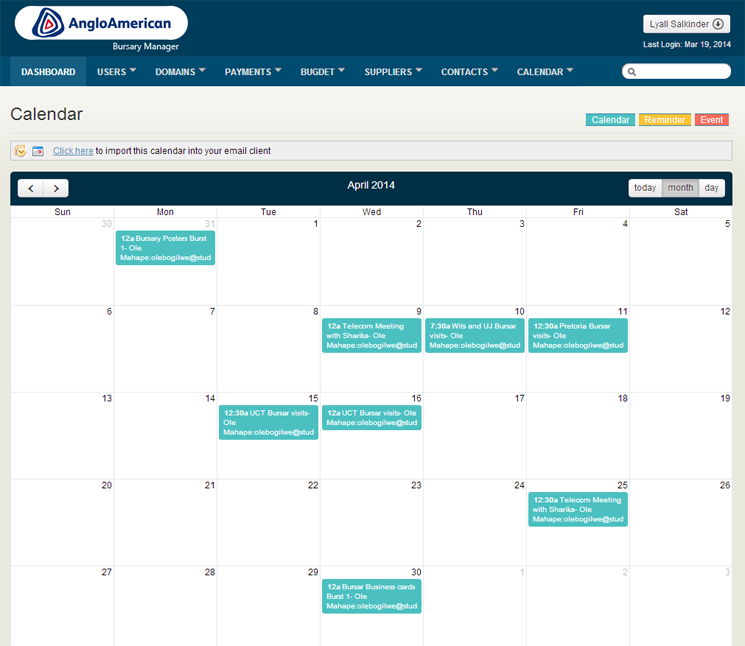 AngloAmerican
Bursary Manager
Lyall Salkinder
Last Login: Mar 19, 2014
DASHBOARD USERS DOMAINS PAYMENTS BUGDET SUPPLIERS CONTACTS CALENDAR
Calendar
Calendar Reminder Event
Click here to import this calendar into your email client
April 2014
today month day
Sun Mon Tue Wed Thu Fri Sat
30 31 1 2 3 4 5
12a Bursary Posters Burst
1- Ole
Mahape:olebogilwe@stud
6 7 8 9 10 11 12
12a Telecom Meeting
with Sharika- Ole
Mahape:olebogilwe@stud
7:30a Wits and UJ Bursar
visits- Ole
Mahape:olebogilwe@stud
12:30a Pretoria Bursar
visits- Ole
Mahape:olebogilwe@stud
13 14 15 16 17 18 19
12:30a UCT Bursar visits-
Ole
Mahape:olebogilwe@stud
12a UCT Bursar visits- Ole
Mahape:olebogilwe@stud
20 21 22 23 24 25 26
12:30a Telecom Meeting
with Sharika- Ole
Mahape:olebogilwe@stud
27 28 29 30 1 2 3
12a Bursar Business cards
Burst 1- Ole
Mahape:olebogilwe@stud